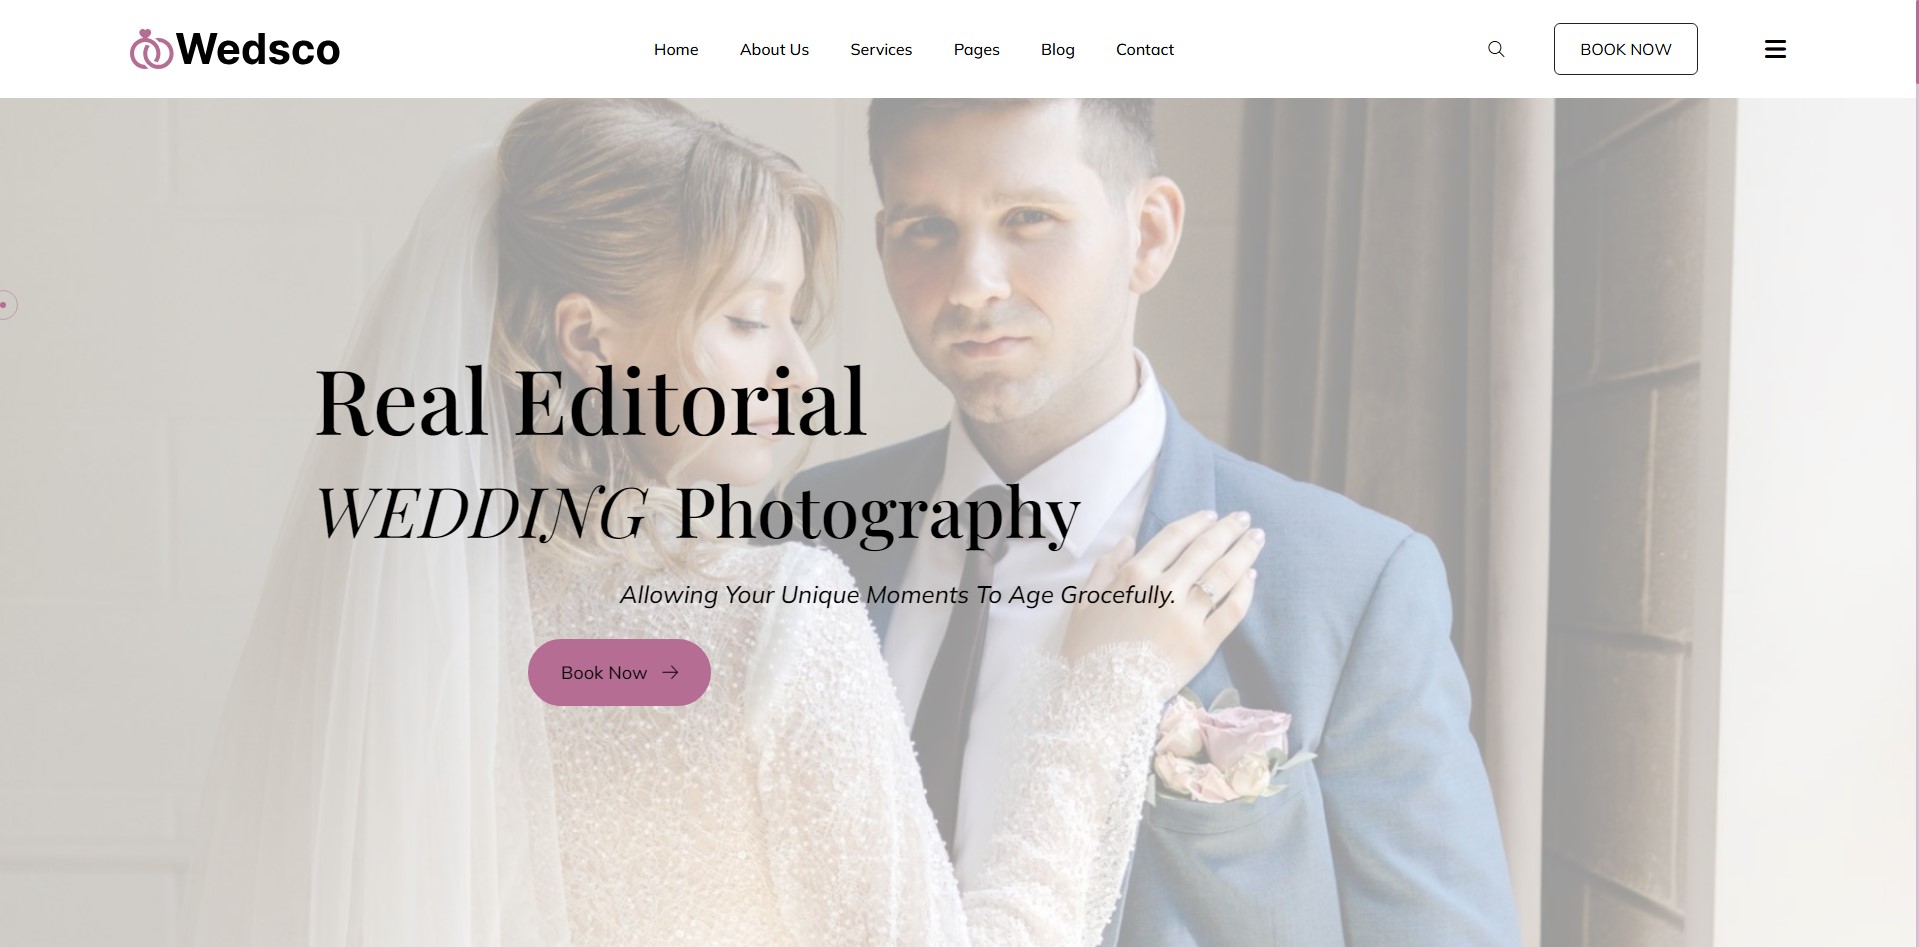 Wedsco
Home About Us Services Pages Blog Contact
BOOK NOW
Real Editorial
WEDDING Photography
Allowing Your Unique Moments To Age Grocefully.
Book Now